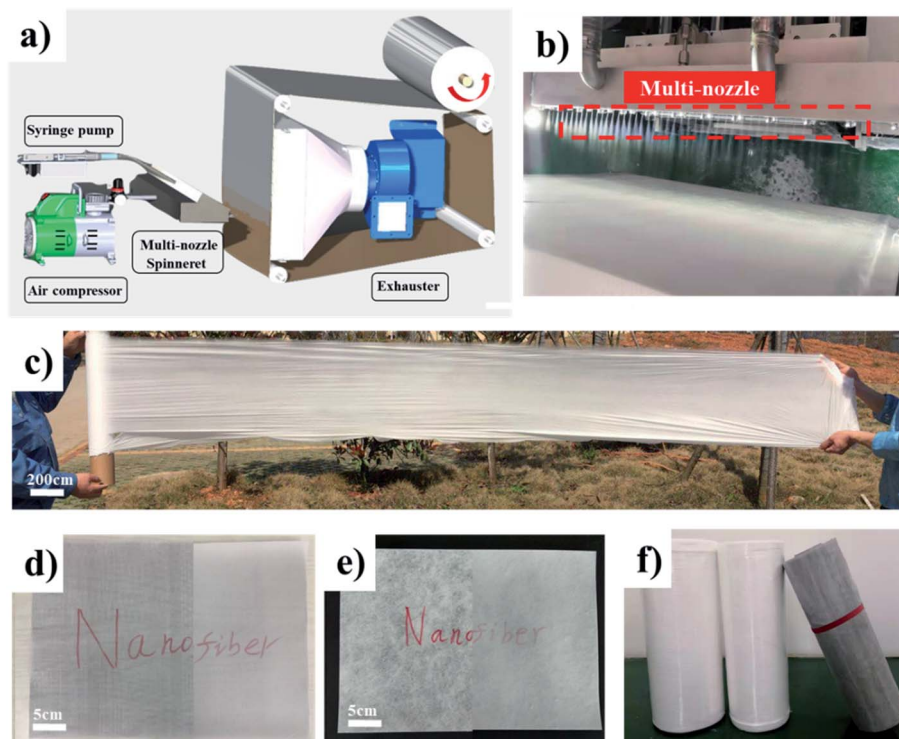 a)
Syringe pump
Multi-nozzle
Spinneret
Air compressor
Exhauster
b)
Multi-nozzle
c)
200cm
d)
Nanofiber
5cm
e)
Nanofiber
5cm
f)